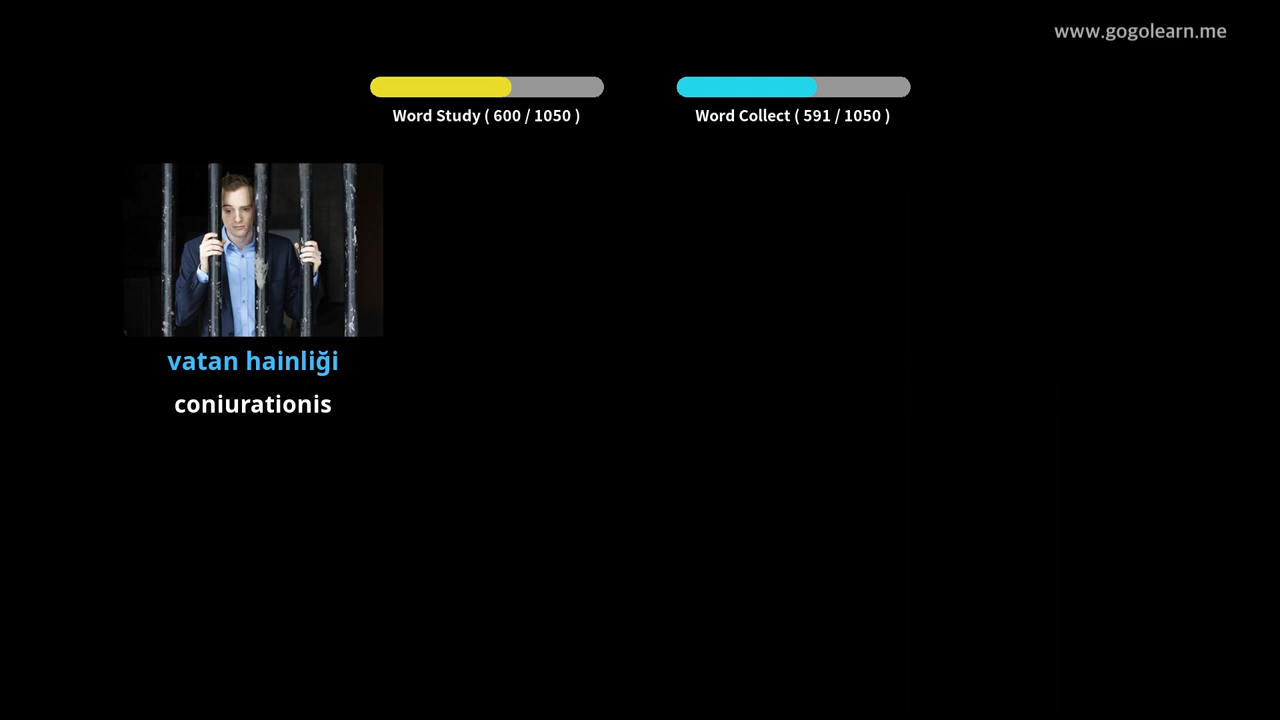 www.gogolearn.me
Word Study ( 600 / 1050 )
Word Collect ( 591 / 1050 )
vatan hainliği
coniurationis